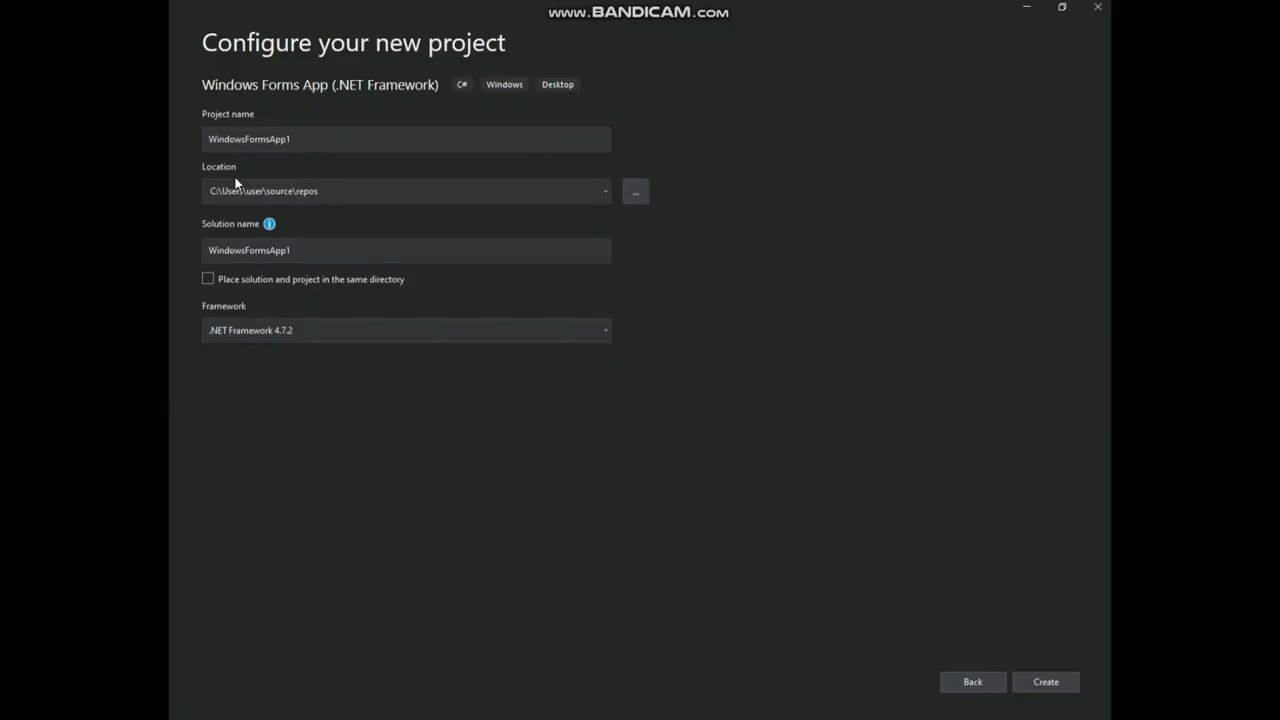 WWW.BANDICAM.COM
Configure your new project
Windows Forms App (.NET Framework) C# Windows Desktop
Project name
WindowsFormsApp1
Location
C:\Users\user\source\repos
...
Solution name
WindowsFormsApp1
Place solution and project in the same directory
Framework
.NET Framework 4.7.2
Back Create